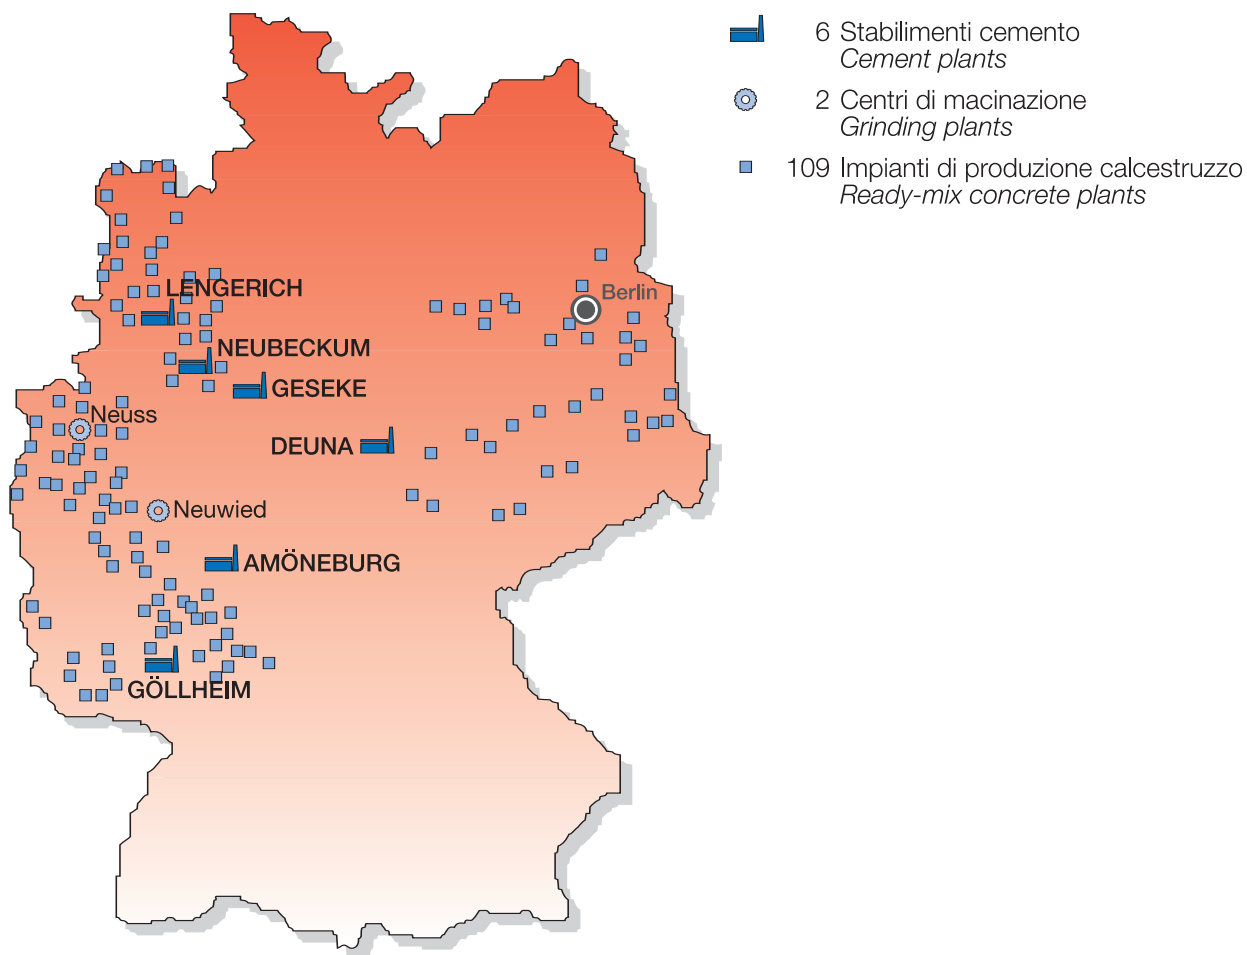 6 Stabilimenti cemento
Cement plants
2 Centri di macinazione
Grinding plants
109 Impianti di produzione calcestruzzo
Ready-mix concrete plants
Berlin
LENGERICH
NEUBECKUM
GESEKE
Neuss
DEUNA
Neuwied
AMÖNEBURG
GÖLLHEIM